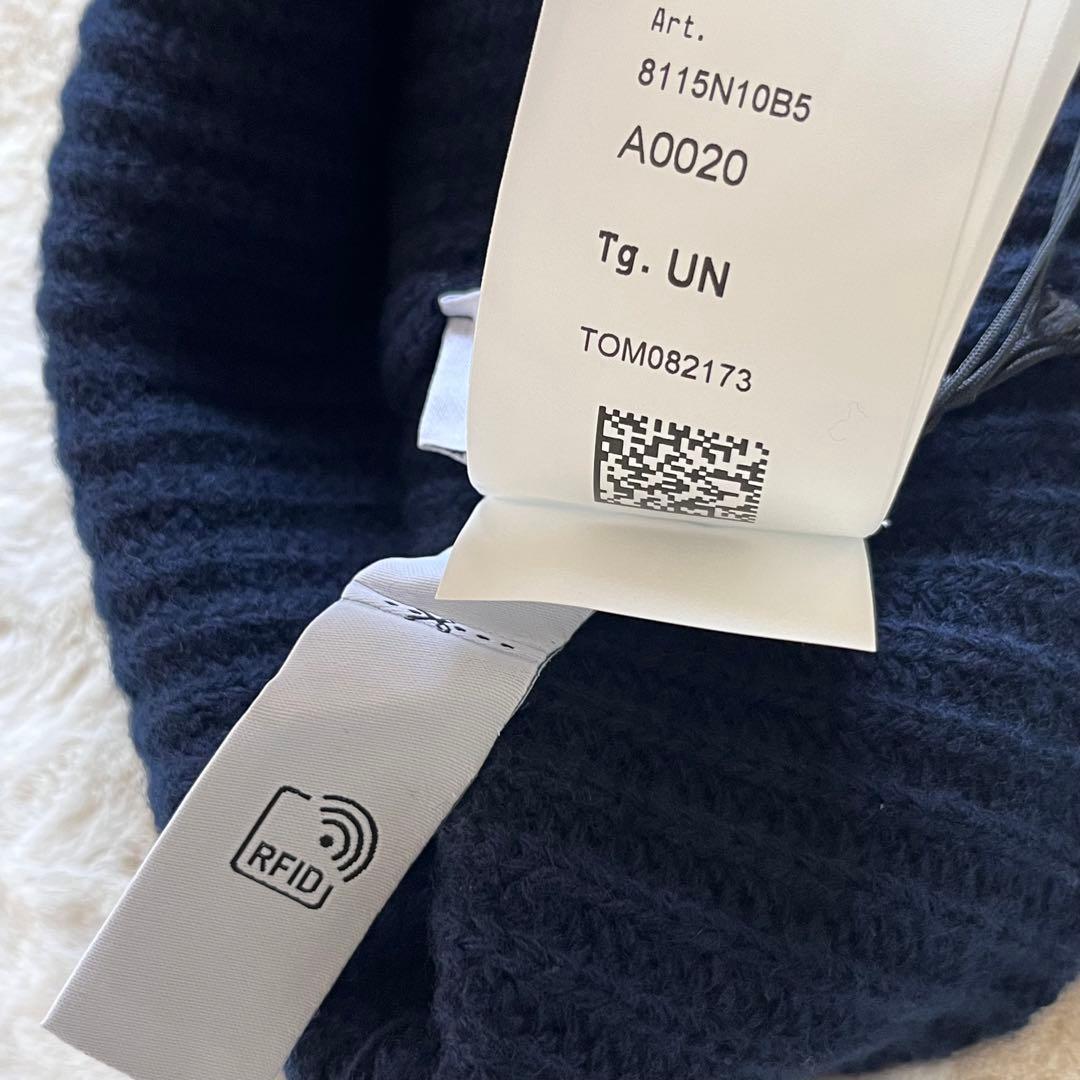 Art.
8115N10B5
A0020
Tg. UN
TOM082173
RFID